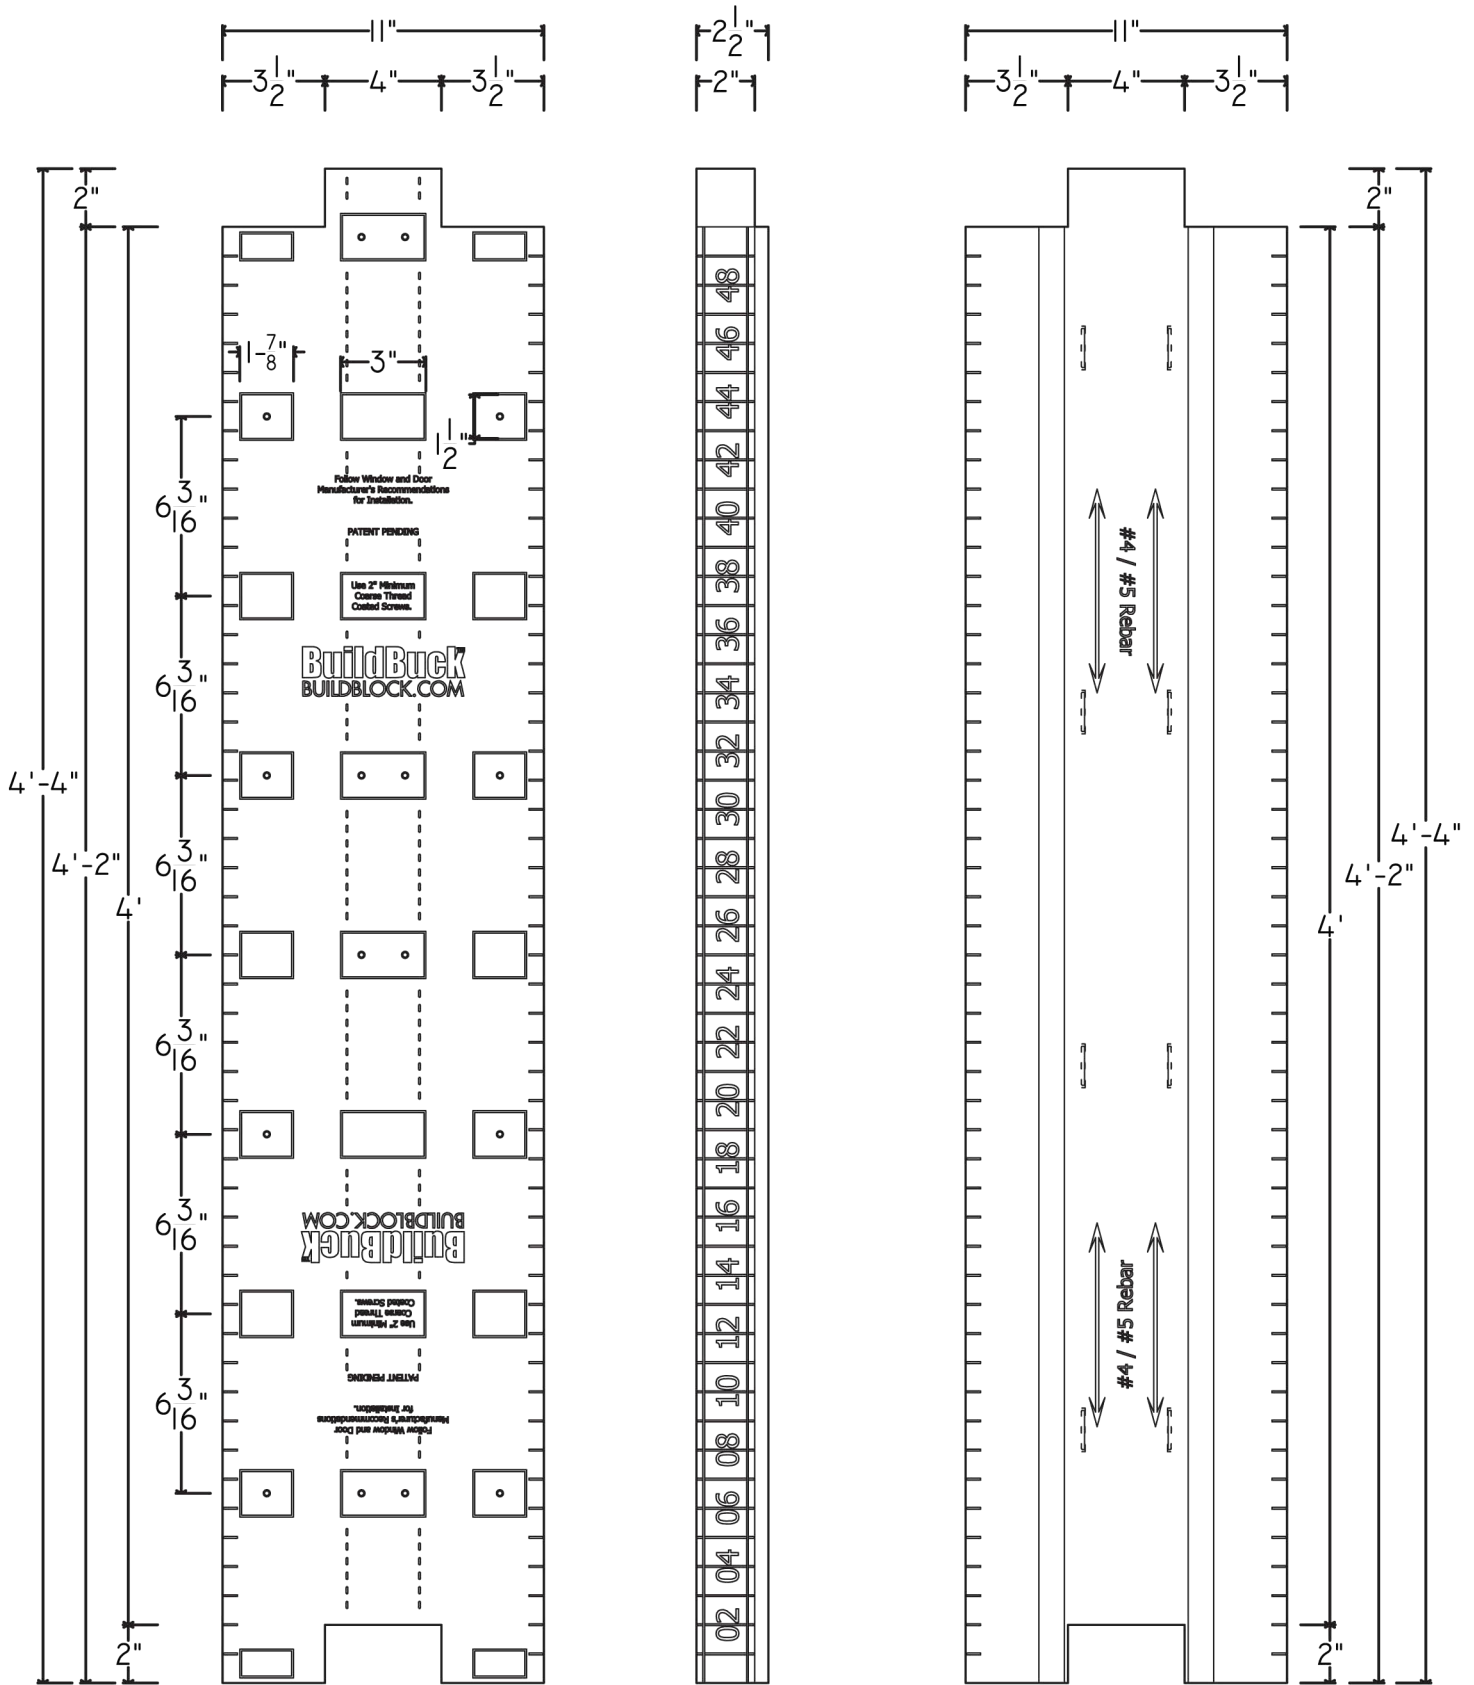 11"
2 1/2"
11"
3 1/2"
4"
3 1/2"
2"
3 1/2"
4"
3 1/2"
2"
2"
48
46
1-7/8"
3"
44
1 1/2"
42
Follow Window and Door
Manufacturer's Recommendations
for Installation.
6 3/16"
40
PATENT PENDING
#4 / #5 Rebar
38
Use 2" Minimum
Coarse Thread
Coated Screws.
36
BuildBuck™
BUILDBLOCK.COM
6 3/16"
34
32
4'-4"
30
4'-4"
4'-2"
6 3/16"
28
4'-2"
4'
26
4'
24
6 3/16"
22
20
18
6 3/16"
16
BUILDBLOCK.COM
BuildBuck™
14
#4 / #5 Rebar
Coated Screws.
Coarse Thread
Use 2" Minimum
12
PATENT PENDING
10
6 3/16"
for Installation.
Manufacturer's Recommendations
Follow Window and Door
08
06
04
02
2"
2"